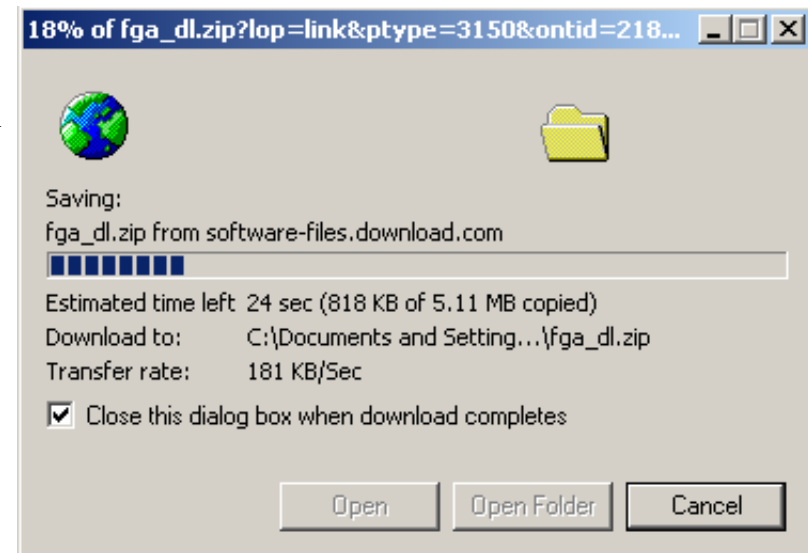 18% of fga_dl.zip?lop=link&ptype=3150&ontid=218...
Saving:
fga_dl.zip from software-files.download.com
Estimated time left 24 sec (818 KB of 5.11 MB copied)
Download to: C:\Documents and Setting...\fga_dl.zip
Transfer rate: 181 KB/Sec
Close this dialog box when download completes
Open Open Folder Cancel